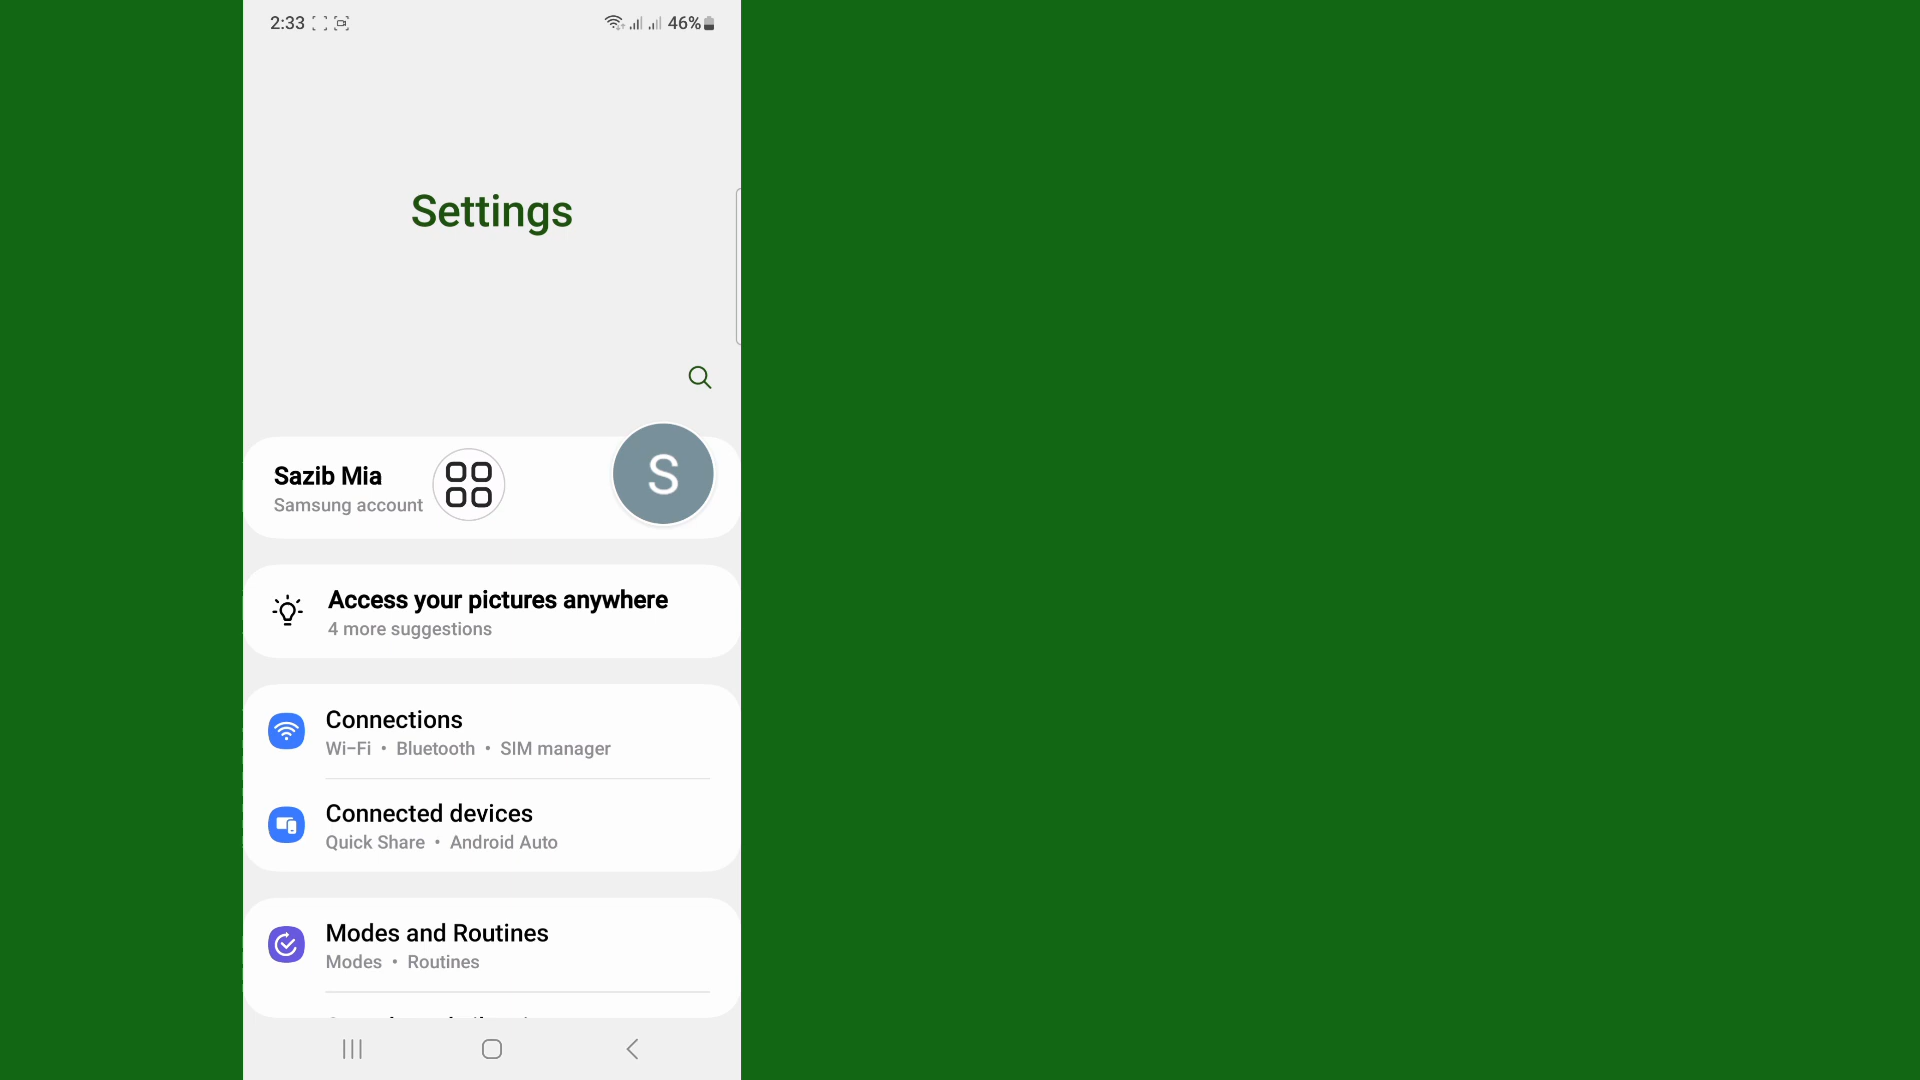 2:33
46%
Settings
Sazib Mia
Samsung account
S
Access your pictures anywhere
4 more suggestions
Connections
Wi-Fi • Bluetooth • SIM manager
Connected devices
Quick Share • Android Auto
Modes and Routines
Modes • Routines